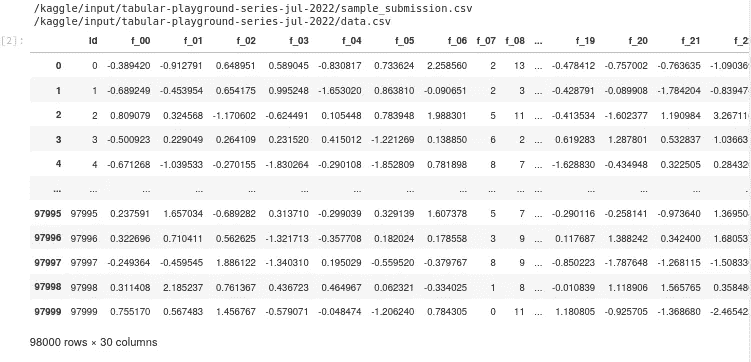 /kaggle/input/tabular-playground-series-jul-2022/sample_submission.csv
/kaggle/input/tabular-playground-series-jul-2022/data.csv
[2]:
id f_00 f_01 f_02 f_03 f_04 f_05 f_06 f_07 f_08 ... f_19 f_20 f_21 f_2
0 0 -0.389420 -0.912791 0.648951 0.589045 -0.830817 0.733624 2.258560 2 13 ... -0.478412 -0.757002 -0.763635 -1.09036
1 1 -0.689249 -0.453954 0.654175 0.995248 -1.653020 0.863810 -0.090651 2 3 ... -0.428791 -0.089908 -1.784204 -0.83947
2 2 0.809079 0.324568 -1.170602 -0.624491 0.105448 0.783948 1.988301 5 11 ... -0.413534 -1.602377 1.190984 3.26711
3 3 -0.500923 0.229049 0.264109 0.231520 0.415012 -1.221269 0.138850 6 2 ... 0.619283 1.287801 0.532837 1.03663
4 4 -0.671268 -1.039533 -0.270155 -1.830264 -0.290108 -1.852809 0.781898 8 7 ... -1.628830 -0.434948 0.322505 0.28432
... ... ... ... ... ... ... ... ... ... ... ... ... ... ...
97995 97995 0.237591 1.657034 -0.689282 0.313710 -0.299039 0.329139 1.607378 5 7 ... -0.290116 -0.258141 -0.973640 1.36950
97996 97996 0.322696 0.710411 0.562625 -1.321713 -0.357708 0.182024 0.178558 3 9 ... 0.117687 1.388242 0.342400 1.68053
97997 97997 -0.249364 -0.459545 1.886122 -1.340310 0.195029 -0.559520 -0.379767 8 9 ... -0.850223 -1.787648 -1.268115 -1.50833
97998 97998 0.311408 2.185237 0.761367 0.436723 0.464967 0.062321 -0.334025 1 8 ... -0.010839 1.118906 1.565765 0.35848
97999 97999 0.755170 0.567483 1.456767 -0.579071 -0.048474 -1.206240 0.784305 0 11 ... 1.180805 -0.925705 -1.368680 -2.46542
98000 rows × 30 columns